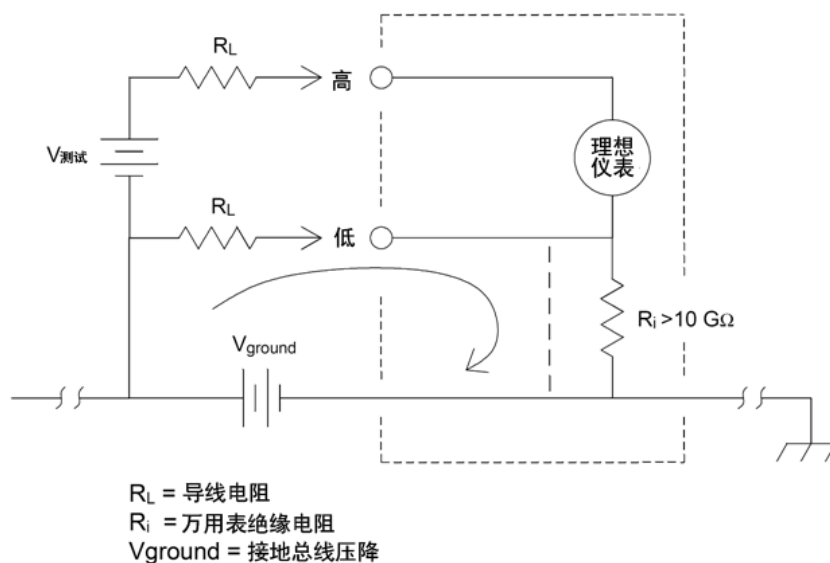 RL
高
V测试
理想
仪表
RL
低
Ri >10 GΩ
Vground
RL = 导线电阻
Ri = 万用表绝缘电阻
Vground = 接地总线压降